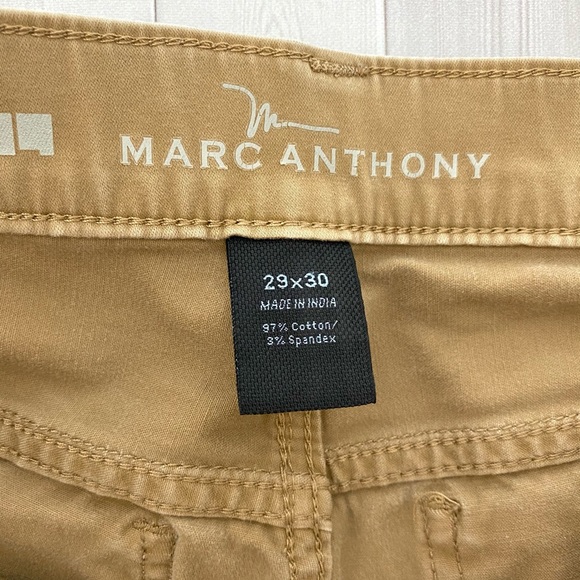 MARC ANTHONY
29x30
MADE IN INDIA
97% Cotton/
3% Spandex